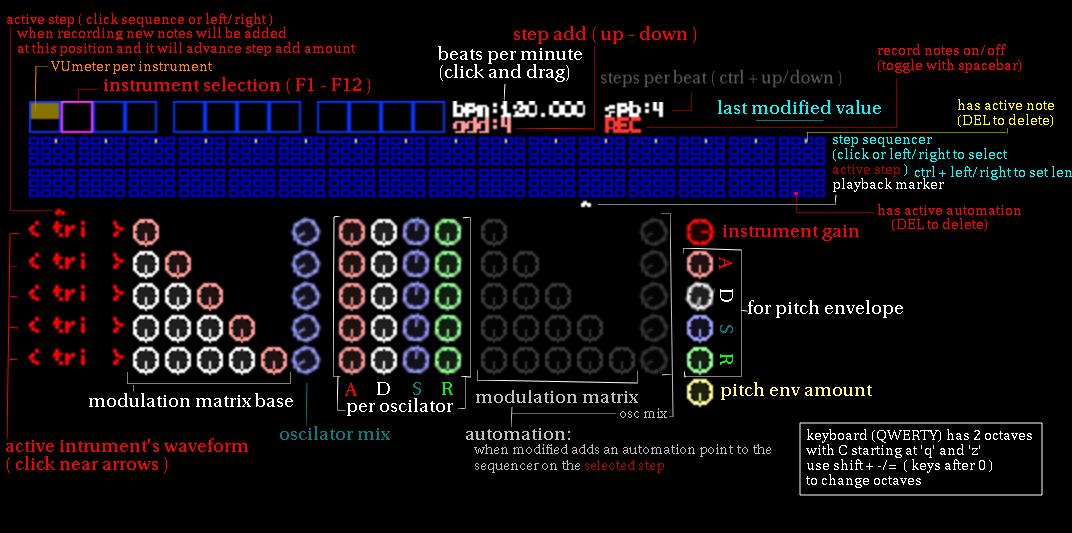 active step ( click sequence or left/right )
when recording new notes will be added
at this position and it will advance step add amount
VUmeter per instrument
instrument selection ( F1 - F12 )
step add ( up - down )
beats per minute
(click and drag)
steps per beat ( ctrl + up/down )
record notes on/off
(toggle with spacebar)
last modified value
has active note
(DEL to delete)
bpm:120.000
spb:4
add:4
REC
step sequencer
(click or left/right to select
active step ) ctrl + left/right to set len
playback marker
has active automation
(DEL to delete)
< tri >
< tri >
< tri >
< tri >
< tri >
instrument gain
A
D
S
R
for pitch envelope
pitch env amount
A D S R
per oscilator
modulation matrix base
oscilator mix
modulation matrix
osc mix
automation:
when modified adds an automation point to the
sequencer on the selected step
active intrument's waveform
( click near arrows )
keyboard (QWERTY) has 2 octaves
with C starting at 'q' and 'z'
use shift + -/= ( keys after 0 )
to change octaves